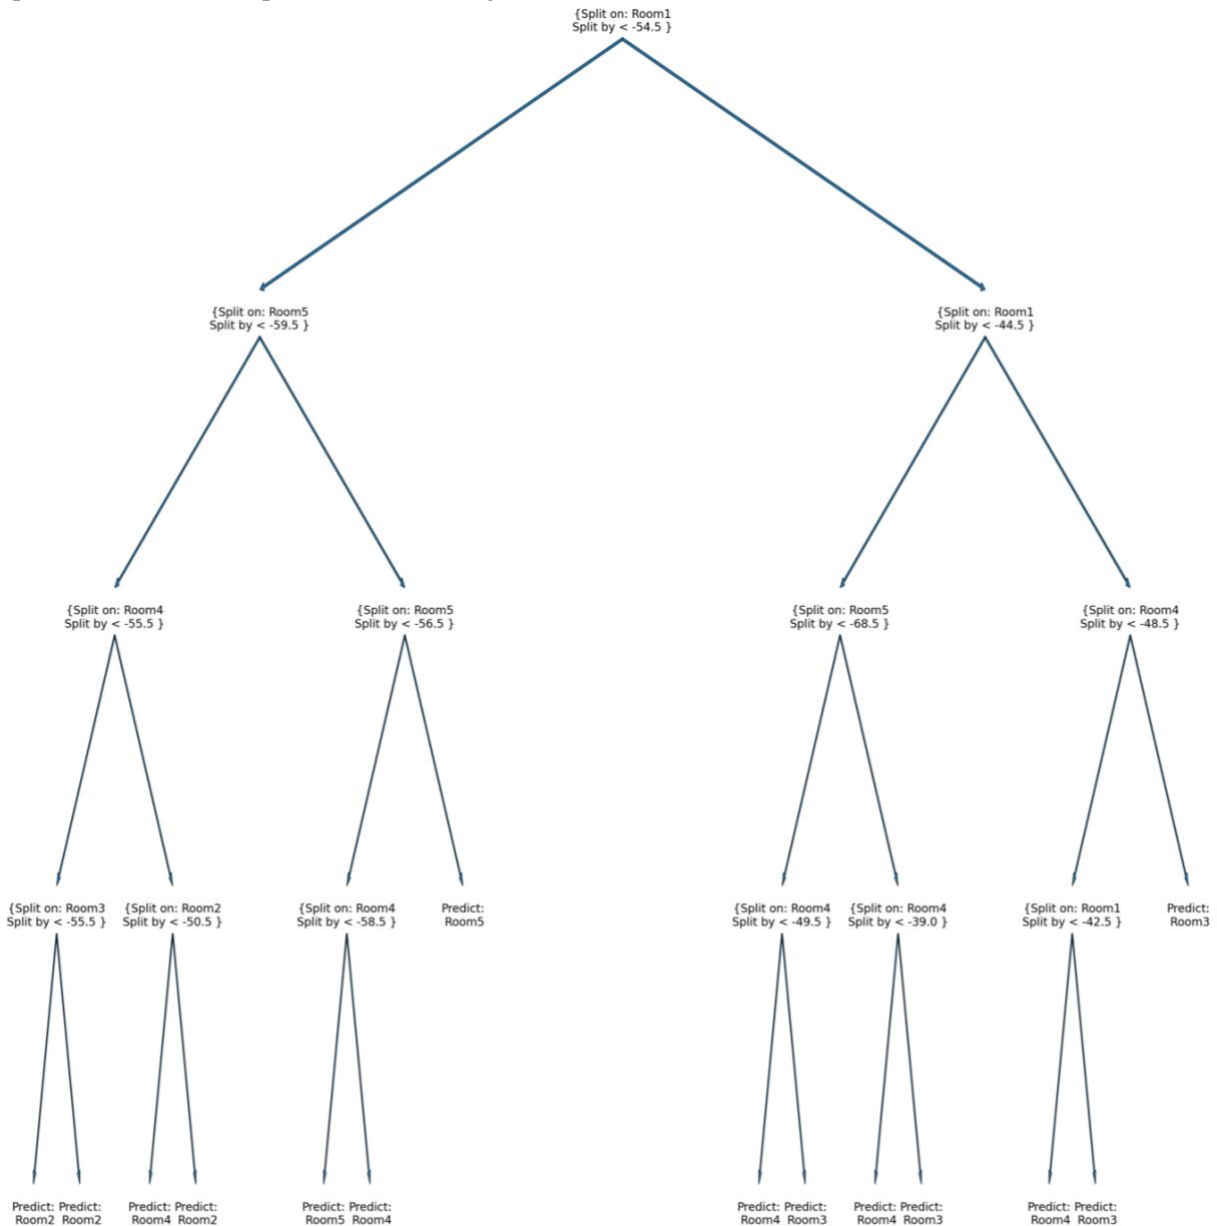 {Split on: Room1
Split by < -54.5 }
{Split on: Room5
Split by < -59.5 }
{Split on: Room1
Split by < -44.5 }
{Split on: Room4
Split by < -55.5 }
{Split on: Room5
Split by < -56.5 }
{Split on: Room5
Split by < -68.5 }
{Split on: Room4
Split by < -48.5 }
{Split on: Room3
Split by < -55.5 }
{Split on: Room2
Split by < -50.5 }
{Split on: Room4
Split by < -58.5 }
Predict:
Room5
{Split on: Room4
Split by < -49.5 }
{Split on: Room4
Split by < -39.0 }
{Split on: Room1
Split by < -42.5 }
Predict:
Room3
Predict:
Room2
Predict:
Room2
Predict:
Room4
Predict:
Room2
Predict:
Room5
Predict:
Room4
Predict:
Room4
Predict:
Room3
Predict:
Room4
Predict:
Room3
Predict:
Room4
Predict:
Room3